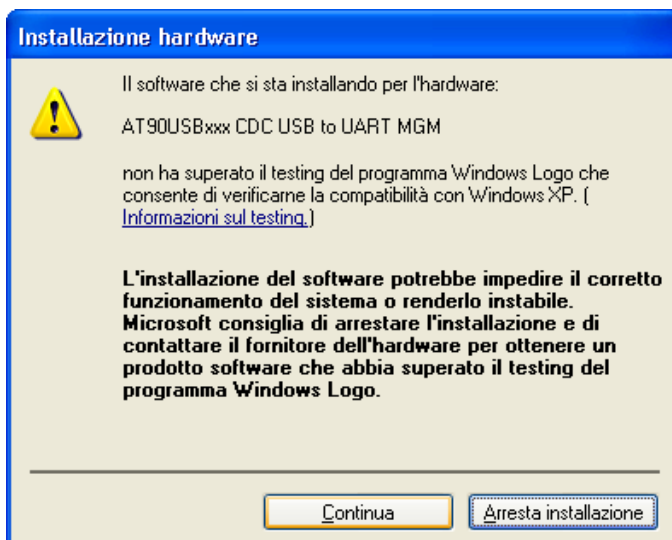 Installazione hardware
Il software che si sta installando per l'hardware:
AT90USBxxx CDC USB to UART MGM
non ha superato il testing del programma Windows Logo che
consente di verificarne la compatibilità con Windows XP. (
Informazioni sul testing.)
L'installazione del software potrebbe impedire il corretto
funzionamento del sistema o renderlo instabile.
Microsoft consiglia di arrestare l'installazione e di
contattare il fornitore dell'hardware per ottenere un
prodotto software che abbia superato il testing del
programma Windows Logo.
Continua
Arresta installazione